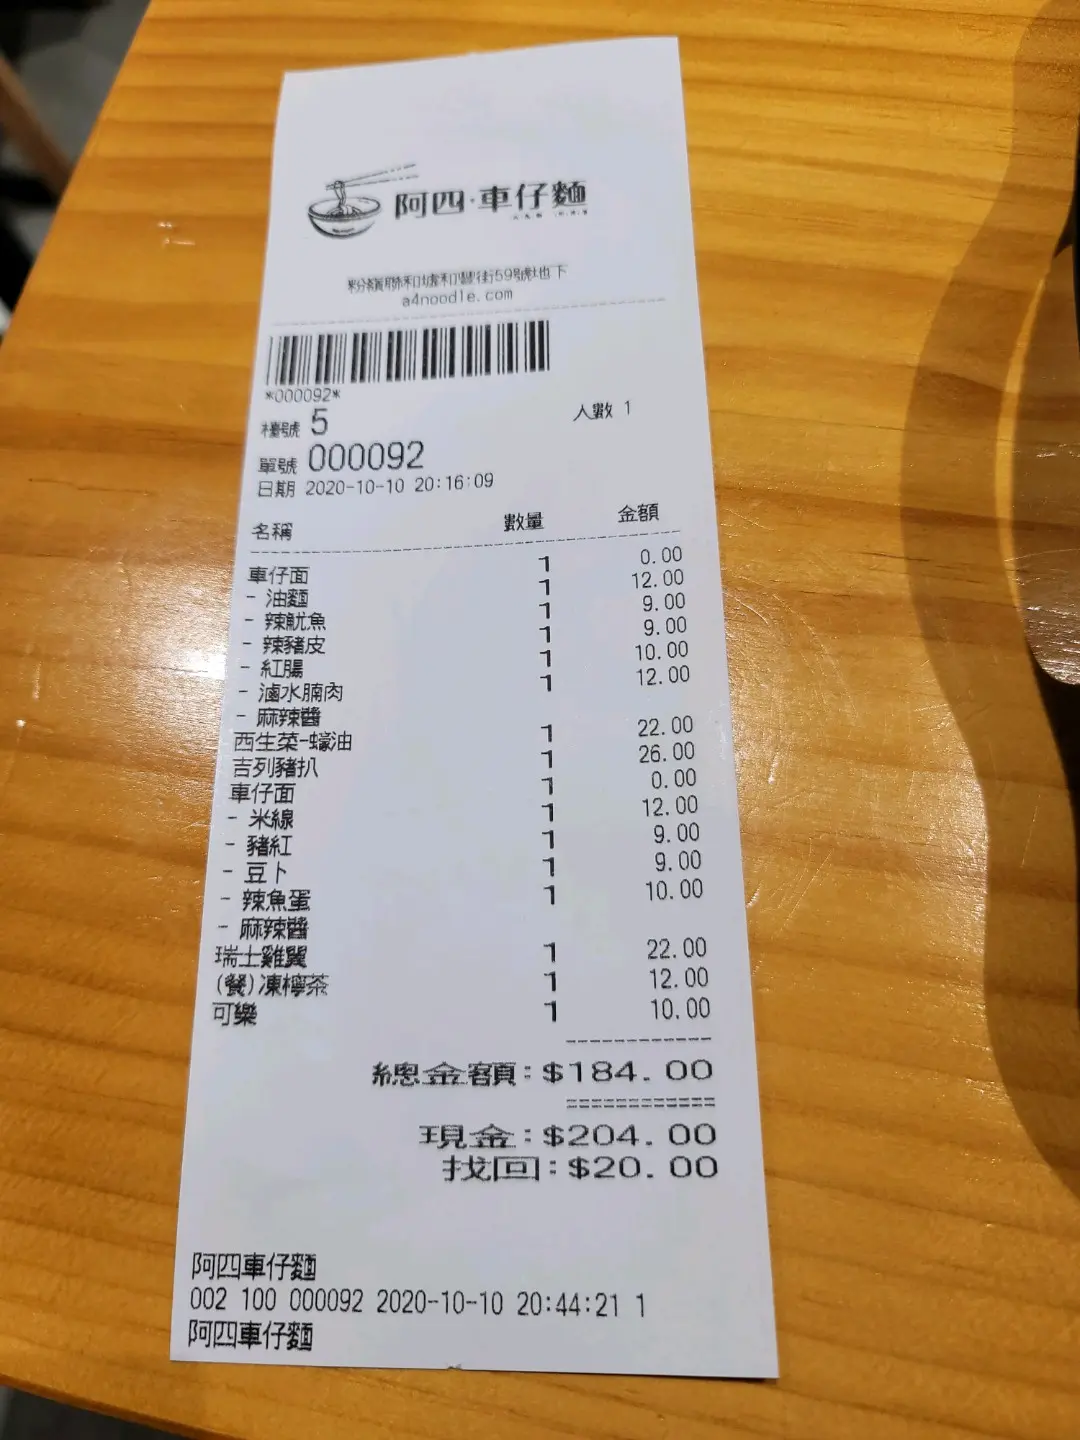 阿四·車仔麵
粉嶺聯和墟和豐街59號地下
a4noodle.com
*000092*
檯號 5 人數 1
單號 000092
日期 2020-10-10 20:16:09
名稱 數量 金額
車仔面 1 0.00
- 油麵 1 12.00
- 辣魷魚 1 9.00
- 辣豬皮 1 9.00
- 紅腸 1 10.00
- 滷水腩肉 1 12.00
- 麻辣醬
西生菜-蠔油 1 22.00
吉列豬扒 1 26.00
車仔面 1 0.00
- 米線 1 12.00
- 豬紅 1 9.00
- 豆卜 1 9.00
- 辣魚蛋 1 10.00
- 麻辣醬
瑞士雞翼 1 22.00
(餐)凍檸茶 1 12.00
可樂 1 10.00
總金額:$184.00
現金:$204.00
找回:$20.00
阿四車仔麵
002 100 000092 2020-10-10 20:44:21 1
阿四車仔麵